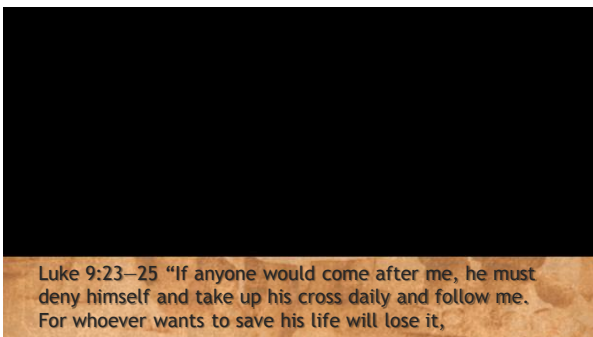 Luke 9:23—25 “If anyone would come after me, he must
deny himself and take up his cross daily and follow me.
For whoever wants to save his life will lose it,